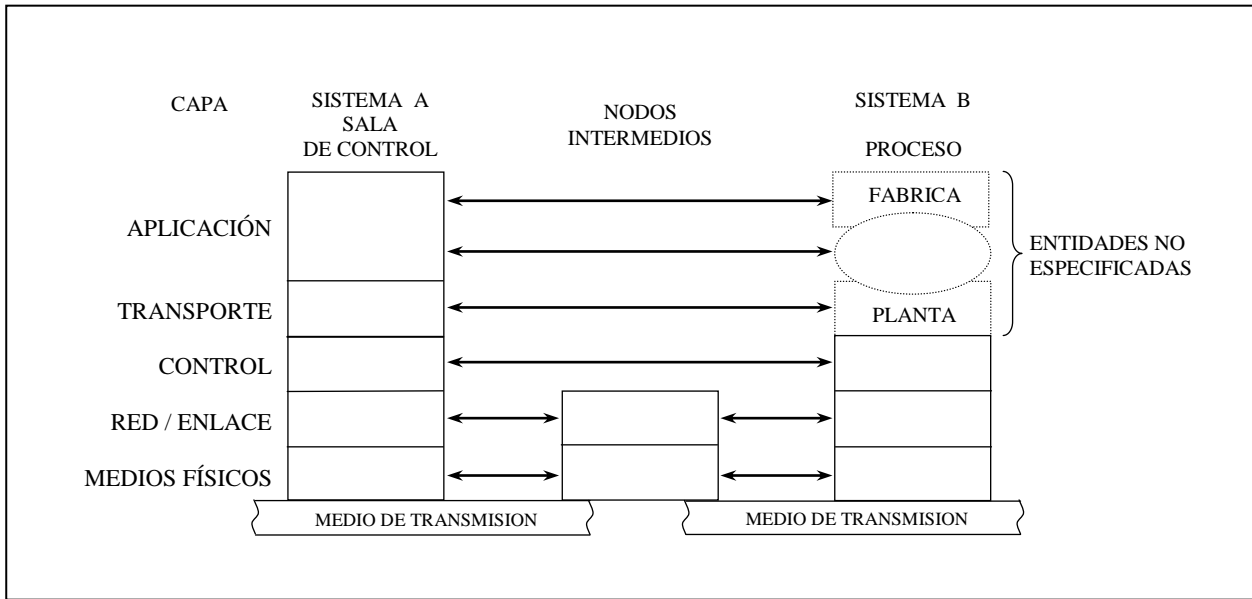 CAPA
SISTEMA A
SALA
DE CONTROL
NODOS
INTERMEDIOS
SISTEMA B
PROCESO
APLICACIÓN
FABRICA
ENTIDADES NO
ESPECIFICADAS
TRANSPORTE
PLANTA
CONTROL
RED / ENLACE
MEDIOS FÍSICOS
MEDIO DE TRANSMISION
MEDIO DE TRANSMISION